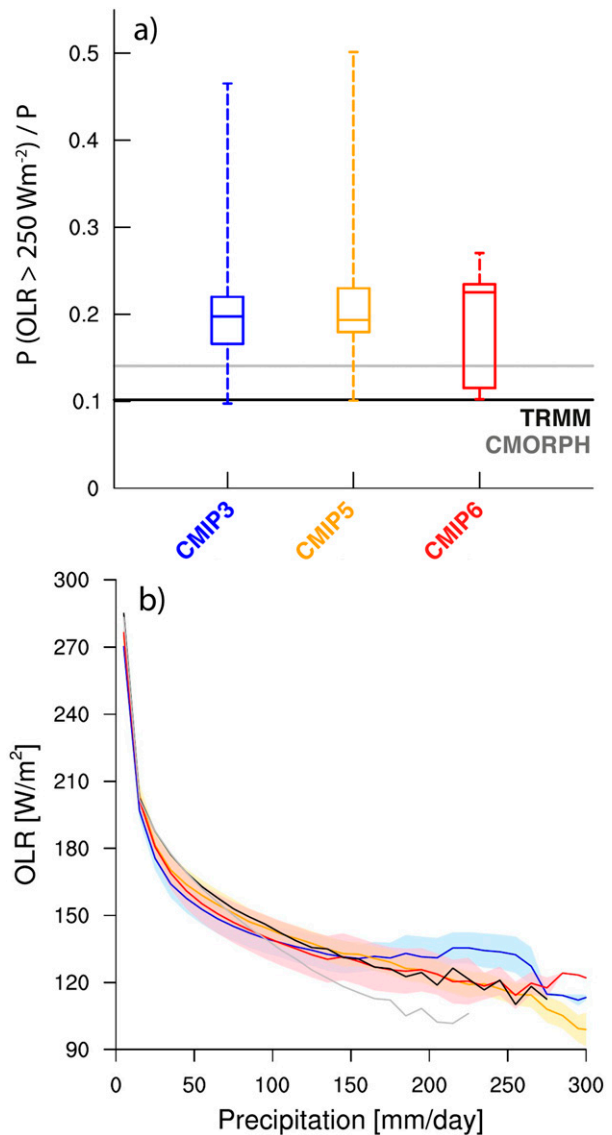 a)
P (OLR > 250 Wm⁻²) / P
0.5
0.4
0.3
0.2
0.1
0
TRMM
CMORPH
CMIP3
CMIP5
CMIP6
b)
OLR [W/m²]
300
270
240
210
180
150
120
90
0
50
100
150
200
250
300
Precipitation [mm/day]